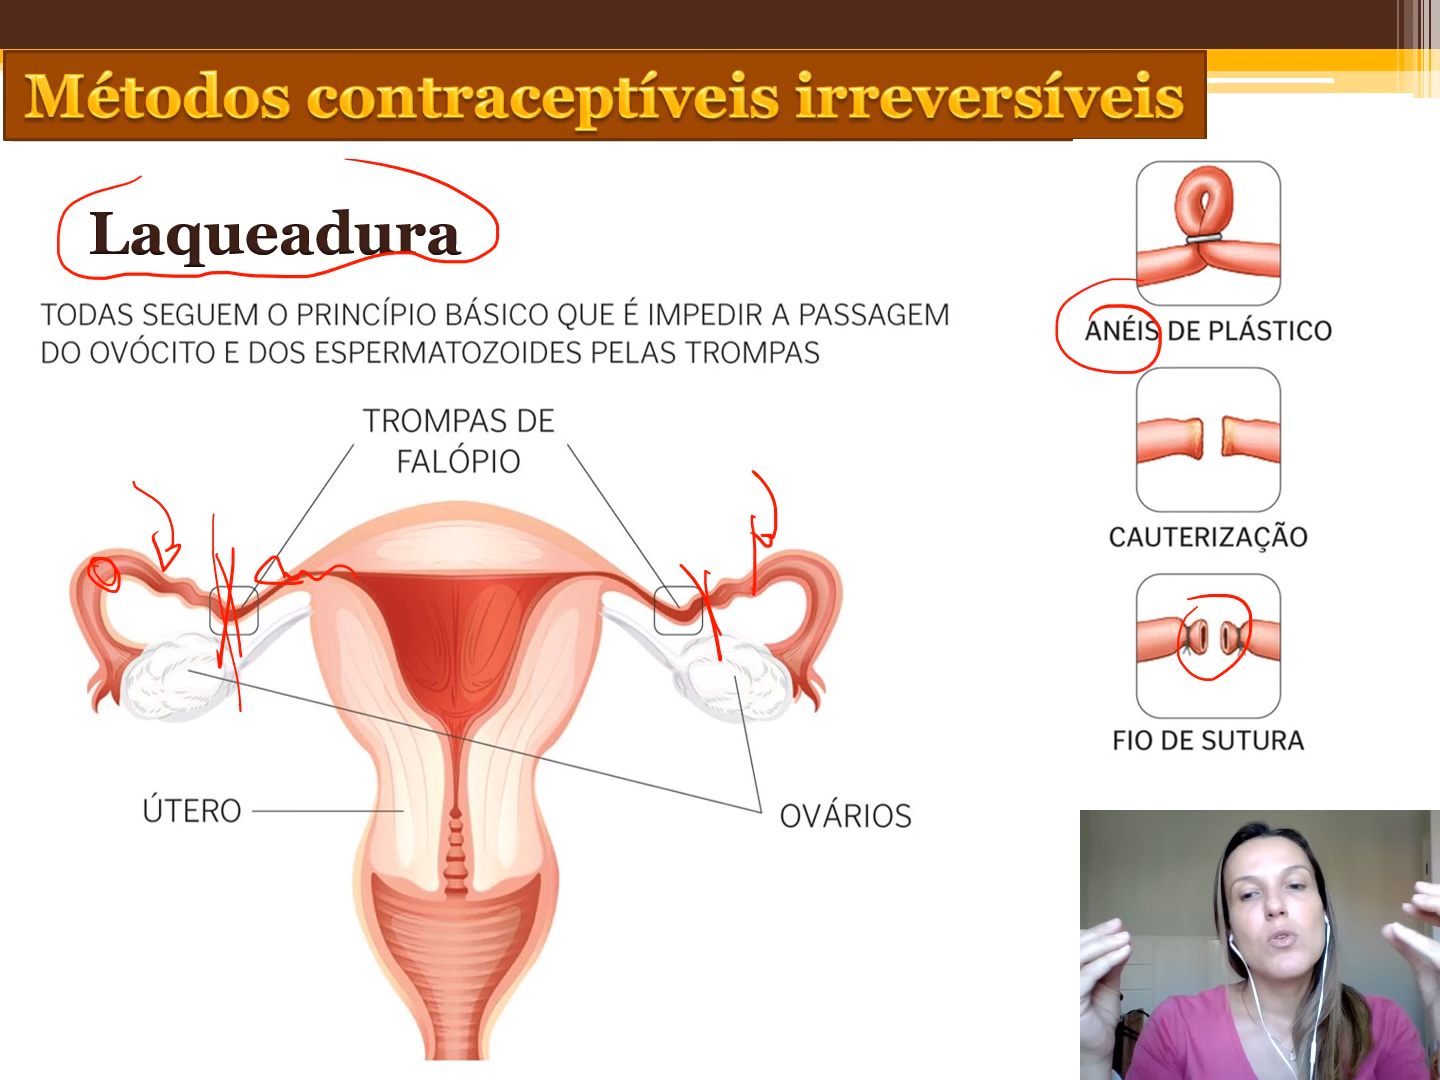 Métodos contraceptíveis irreversíveis
Laqueadura
TODAS SEGUEM O PRINCÍPIO BÁSICO QUE É IMPEDIR A PASSAGEM
DO OVÓCITO E DOS ESPERMATOZOIDES PELAS TROMPAS
TROMPAS DE
FALÓPIO
ÚTERO
OVÁRIOS
ANÉIS DE PLÁSTICO
CAUTERIZAÇÃO
FIO DE SUTURA